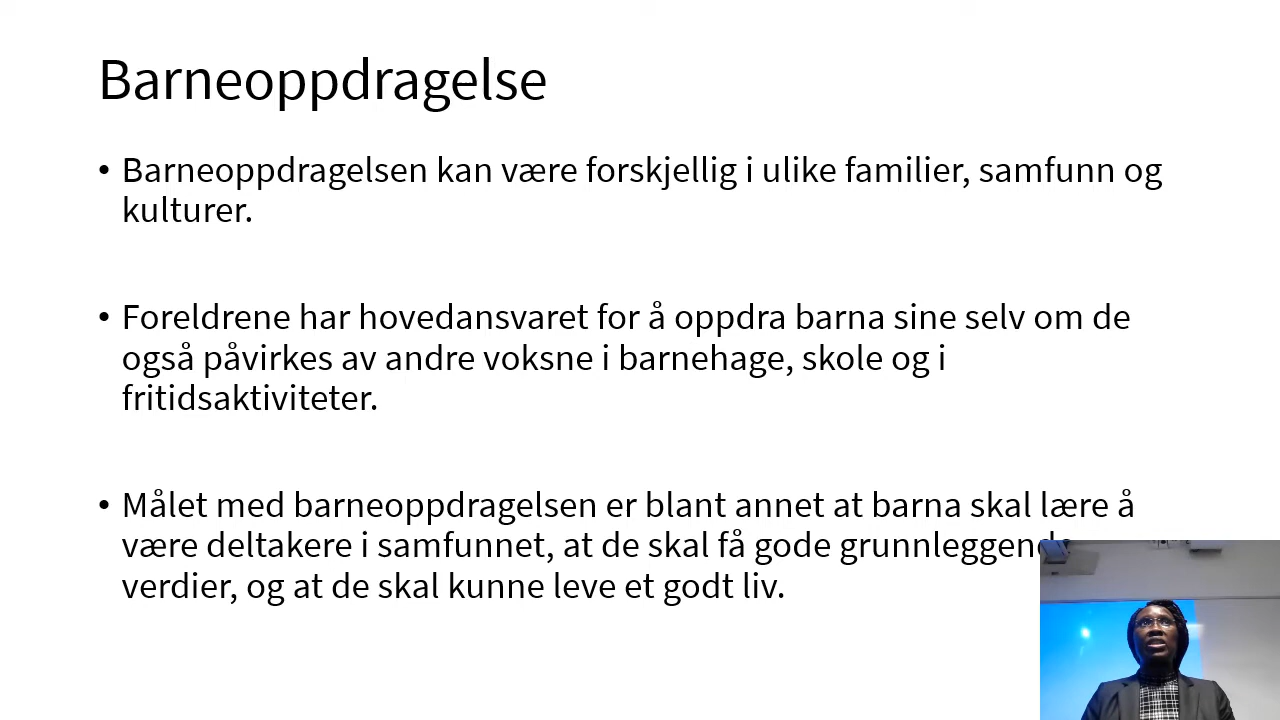 Barneoppdragelse
• Barneoppdragelsen kan være forskjellig i ulike familier, samfunn og
kulturer.
• Foreldrene har hovedansvaret for å oppdra barna sine selv om de
også påvirkes av andre voksne i barnehage, skole og i
fritidsaktiviteter.
• Målet med barneoppdragelsen er blant annet at barna skal lære å
være deltakere i samfunnet, at de skal få gode grunnleggende
verdier, og at de skal kunne leve et godt liv.